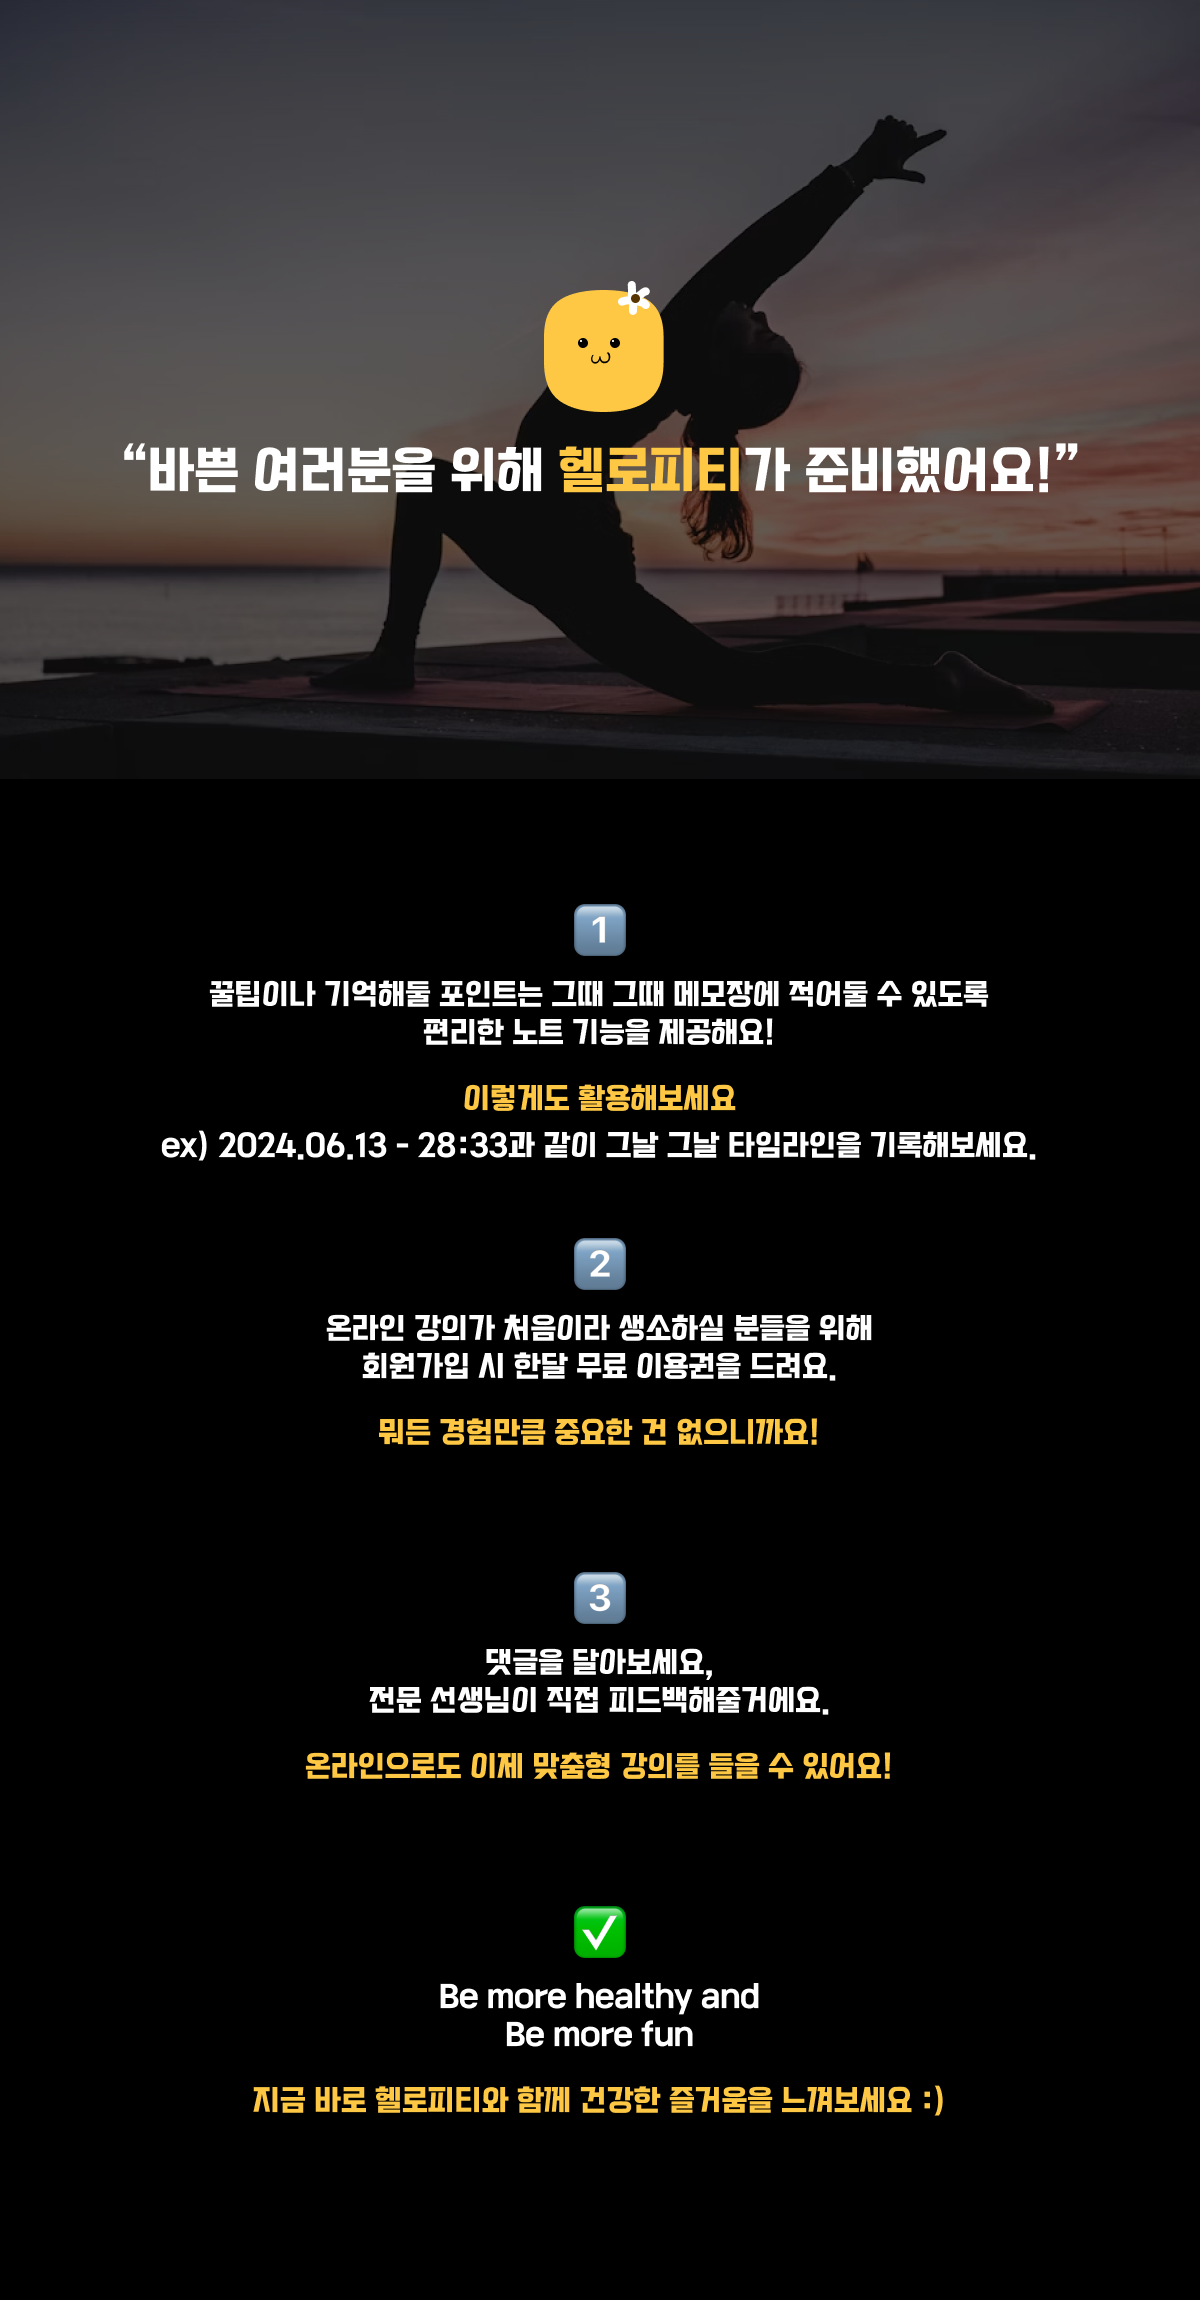 “바쁜 여러분을 위해 헬로피티가 준비했어요!”
1
꿀팁이나 기억해둘 포인트는 그때 그때 메모장에 적어둘 수 있도록
편리한 노트 기능을 제공해요!
이렇게도 활용해보세요
ex) 2024.06.13 - 28:33과 같이 그날 그날 타임라인을 기록해보세요.
2
온라인 강의가 처음이라 생소하실 분들을 위해
회원가입 시 한달 무료 이용권을 드려요.
뭐든 경험만큼 중요한 건 없으니까요!
3
댓글을 달아보세요,
전문 선생님이 직접 피드백해줄거에요.
온라인으로도 이제 맞춤형 강의를 들을 수 있어요!
Be more healthy and
Be more fun
지금 바로 헬로피티와 함께 건강한 즐거움을 느껴보세요 :)